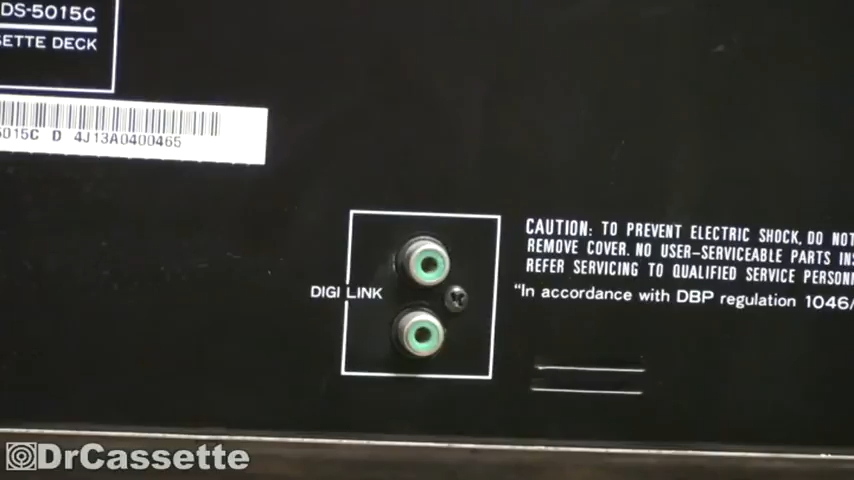 DS-5015C
SETTE DECK
5015C D 4J13A0400465
DIGI LINK
CAUTION: TO PREVENT ELECTRIC SHOCK, DO NOT
REMOVE COVER. NO USER-SERVICEABLE PARTS INS
REFER SERVICING TO QUALIFIED SERVICE PERSONN
"In accordance with DBP regulation 1046/
DrCassette